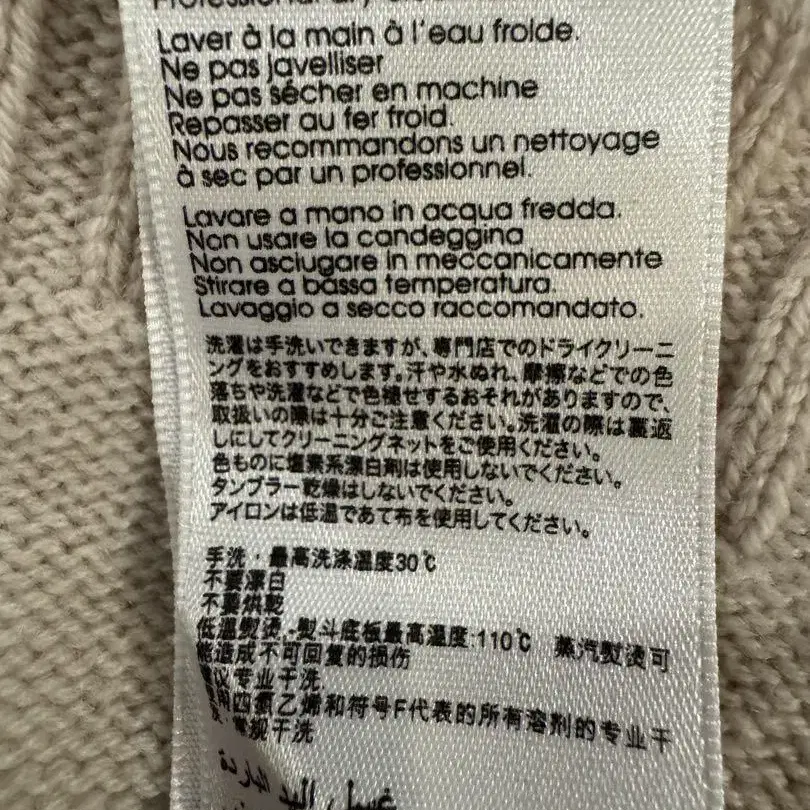 Professional dry
Laver à la main à l'eau froide.
Ne pas javelliser
Ne pas sécher en machine
Repasser au fer froid.
Nous recommandons un nettoyage
à sec par un professionnel.
Lavare a mano in acqua fredda.
Non usare la candeggina
Non asciugare in meccanicamente
Stirare a bassa temperatura.
Lavaggio a secco raccomandato.
洗濯は手洗いできますが、専門店でのドライクリーニ
ングをおすすめします。汗や水ぬれ、摩擦などでの色
落ちや洗濯などで色褪せするおそれがありますので、
取扱いの際は十分ご注意ください。洗濯の際は裏返
しにしてクリーニングネットをご使用ください。
色ものに塩素系漂白剤は使用しないでください。
タンブラー乾燥はしないでください。
アイロンは低温であて布を使用してください。
手洗，最高洗涤温度30℃
不要漂白
不要烘乾
低温熨烫，熨斗底板最高温度:110℃ 蒸汽熨烫可
能造成不可回复的损伤
专业干洗
四氯乙烯和符号F代表的所有溶剂的专业干
常规干洗
غسيل اليد